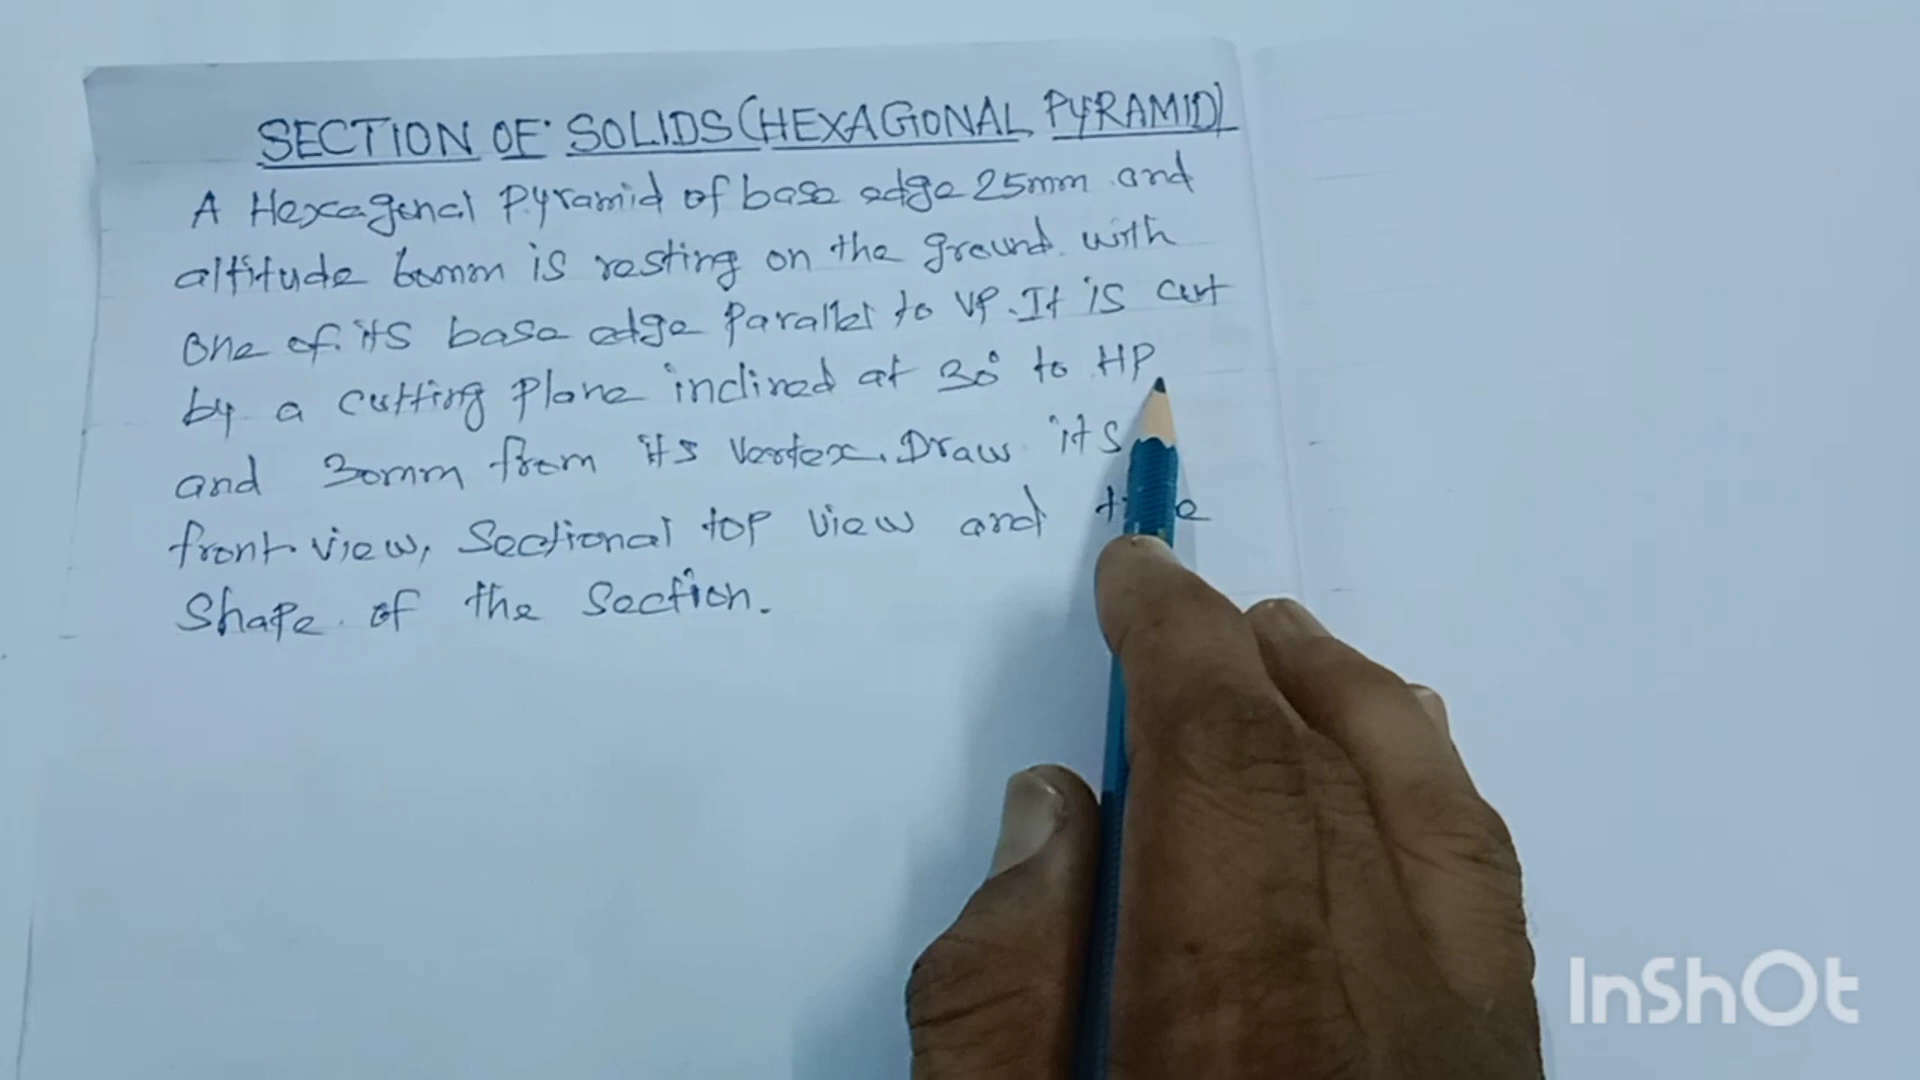 SECTION OF SOLIDS (HEXAGONAL PYRAMID)
A Hexagonal Pyramid of base edge 25mm and
altitude 60mm is resting on the ground with
one of its base edge Parallel to VP. It is cut
by a cutting Plane inclined at 30° to HP
and 30mm from its Vertex. Draw its
front view, Sectional top view and
Shape of the Section.
InShOt